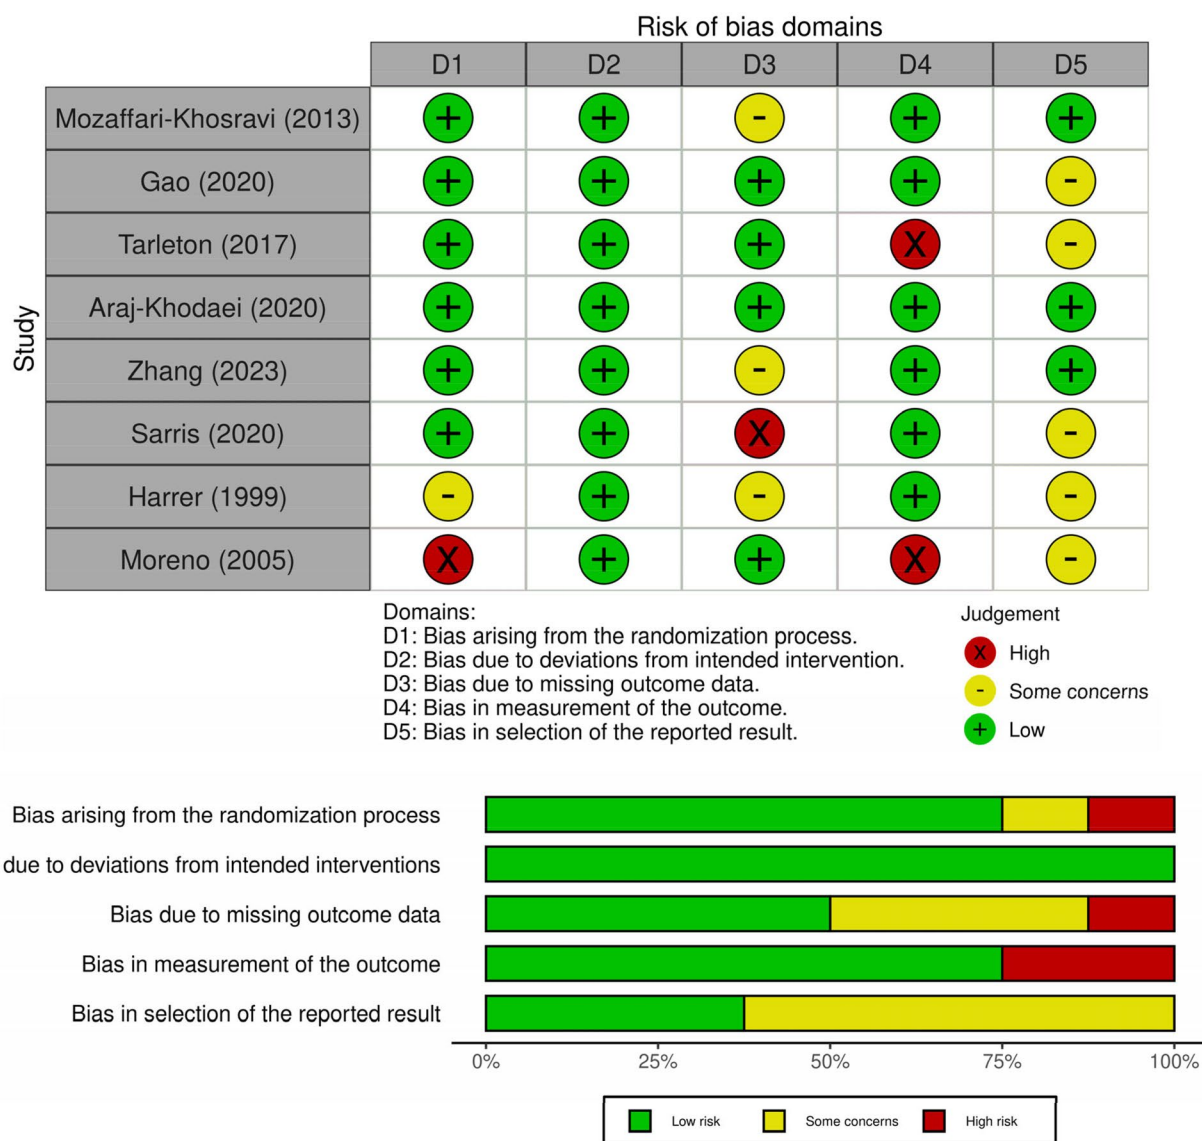 Risk of bias domains
D1 D2 D3 D4 D5
Study
Mozaffari-Khosravi (2013) + + - + +
Gao (2020) + + + + -
Tarleton (2017) + + + X -
Araj-Khodaei (2020) + + + + +
Zhang (2023) + + - + +
Sarris (2020) + + X + -
Harrer (1999) - + - + -
Moreno (2005) X + + X -
Domains:
D1: Bias arising from the randomization process.
D2: Bias due to deviations from intended intervention.
D3: Bias due to missing outcome data.
D4: Bias in measurement of the outcome.
D5: Bias in selection of the reported result.
Judgement
X High
- Some concerns
+ Low
Bias arising from the randomization process
due to deviations from intended interventions
Bias due to missing outcome data
Bias in measurement of the outcome
Bias in selection of the reported result
0% 25% 50% 75% 100%
Low risk Some concerns High risk